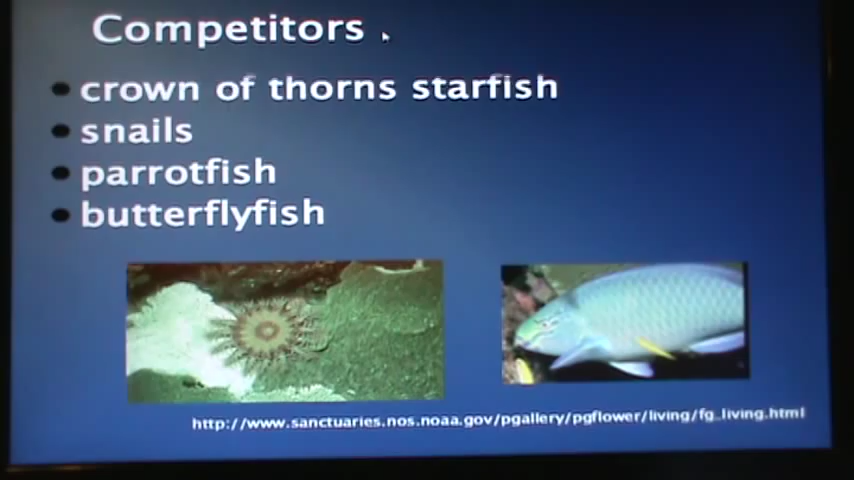 Competitors
crown of thorns starfish
snails
parrotfish
butterflyfish
http://www.sanctuaries.nos.noaa.gov/pgallery/pgflower/living/fg_living.html